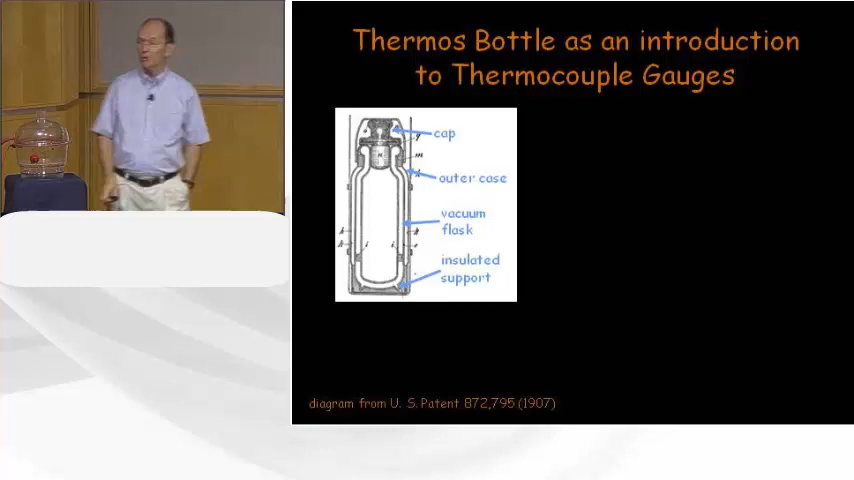 Thermos Bottle as an introduction
to Thermocouple Gauges
cap
outer case
vacuum
flask
insulated
support
diagram from U. S. Patent 872,795 (1907)